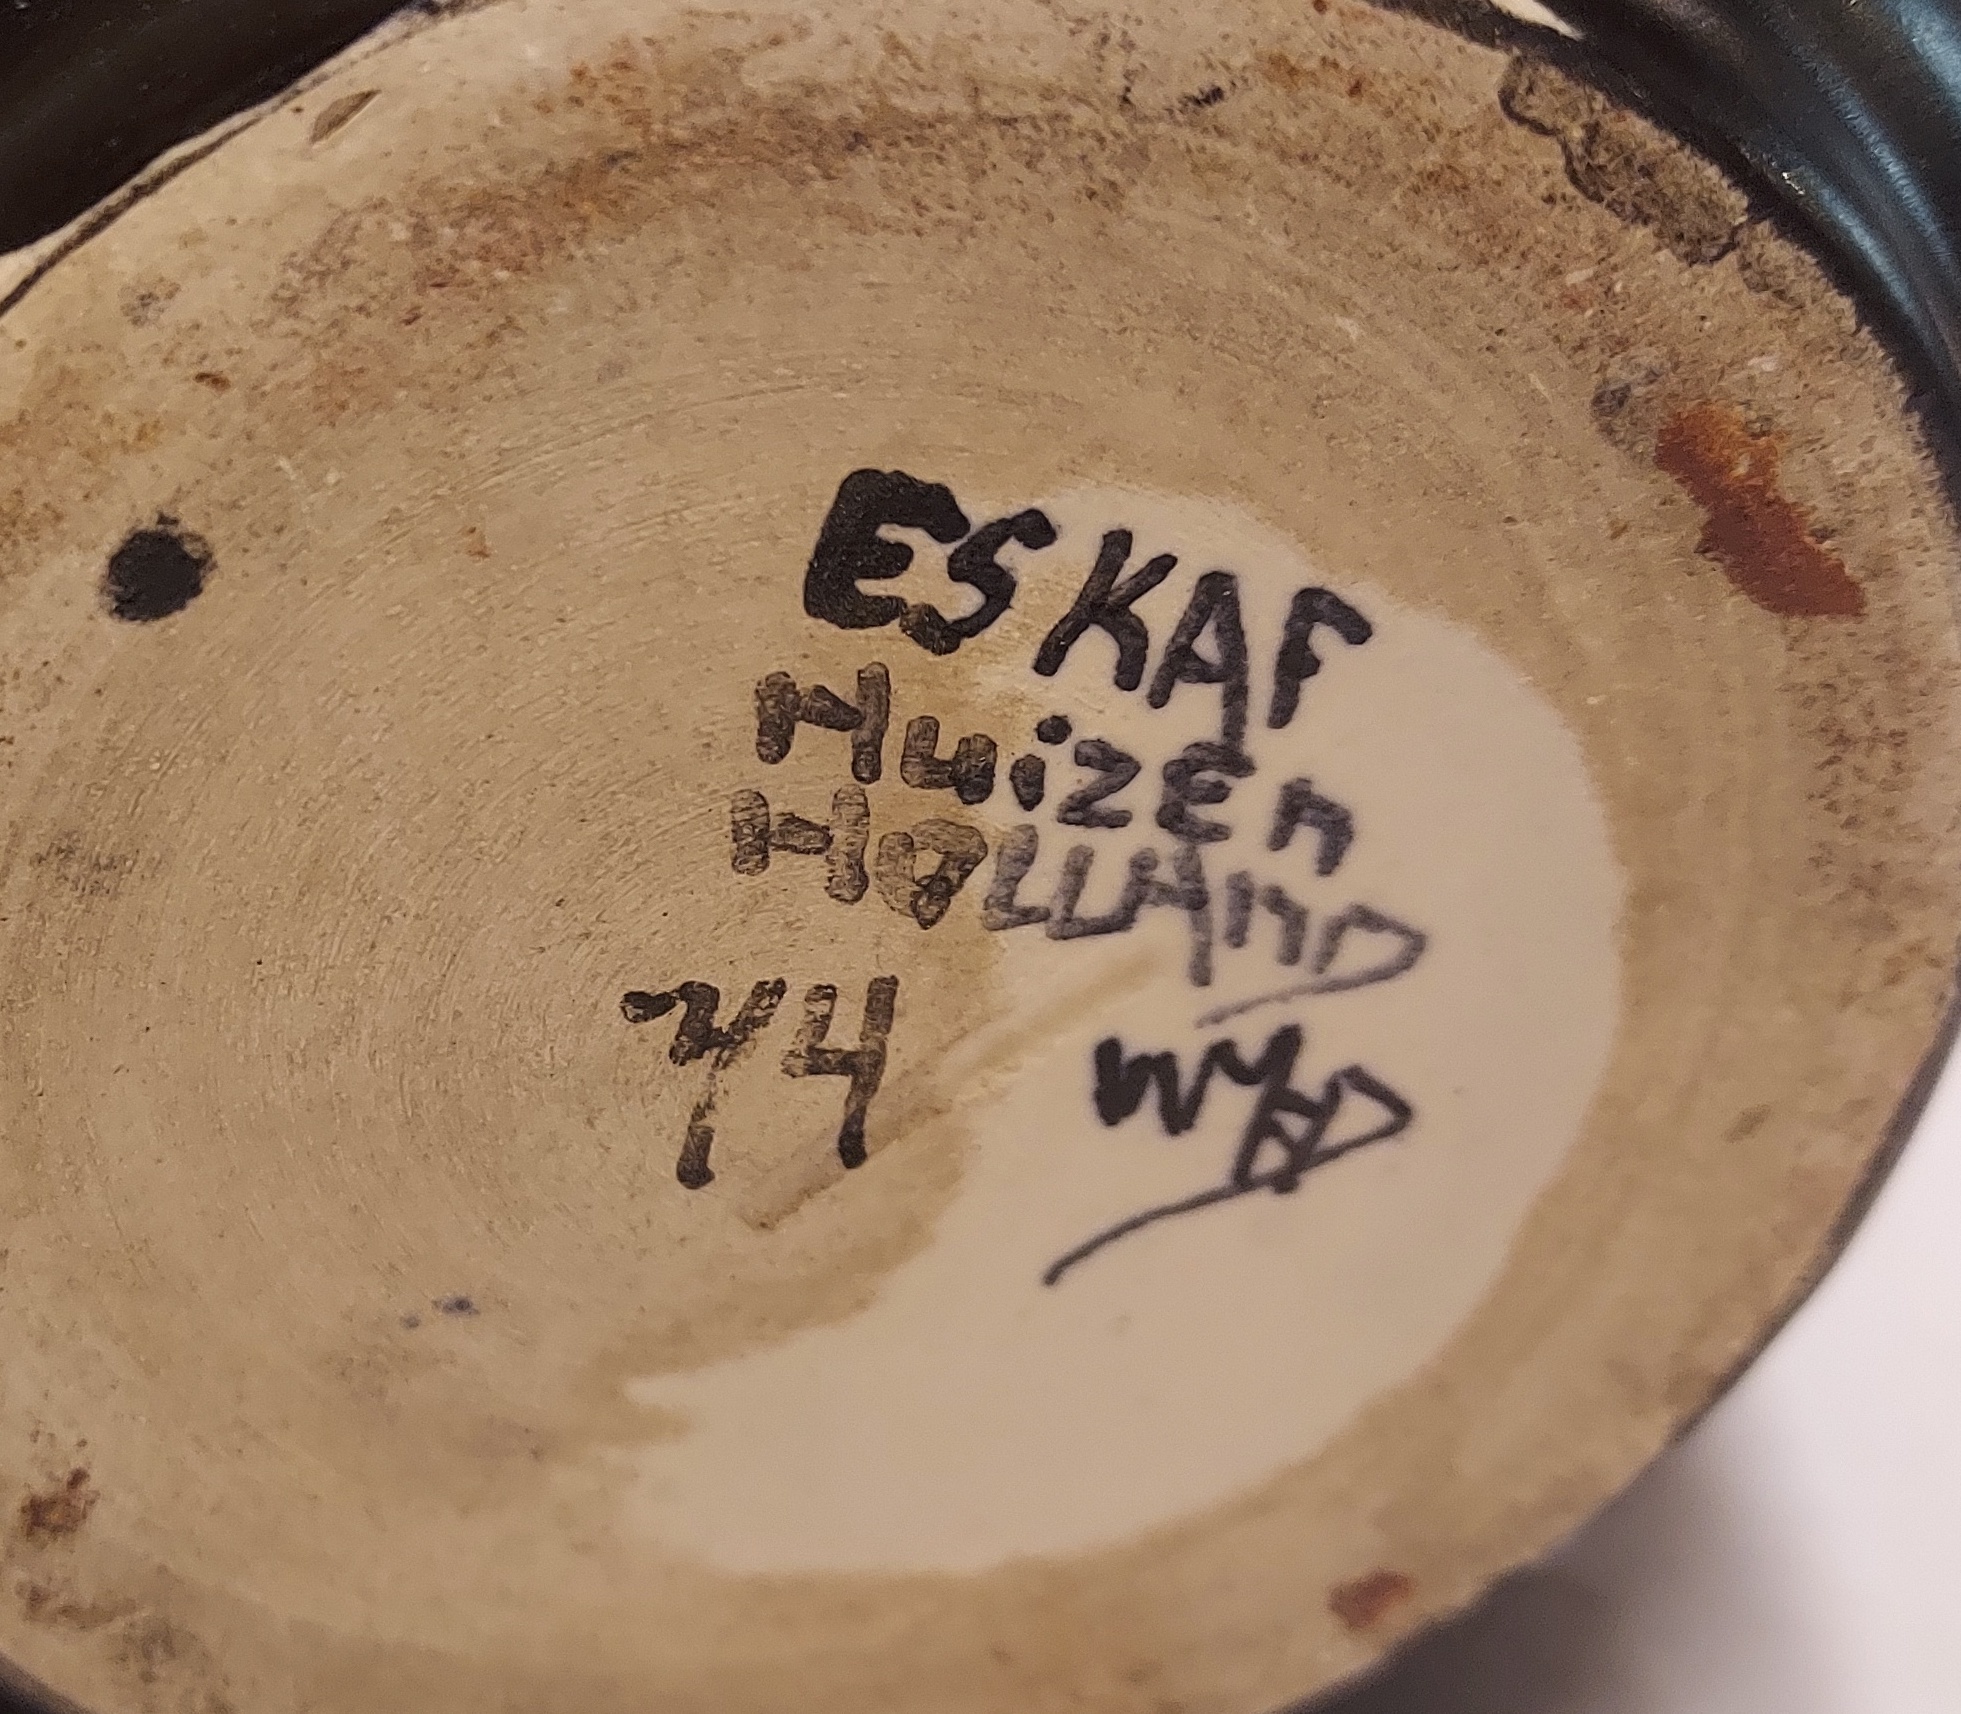 ESKAF
Huizen
HOLLAnD
74